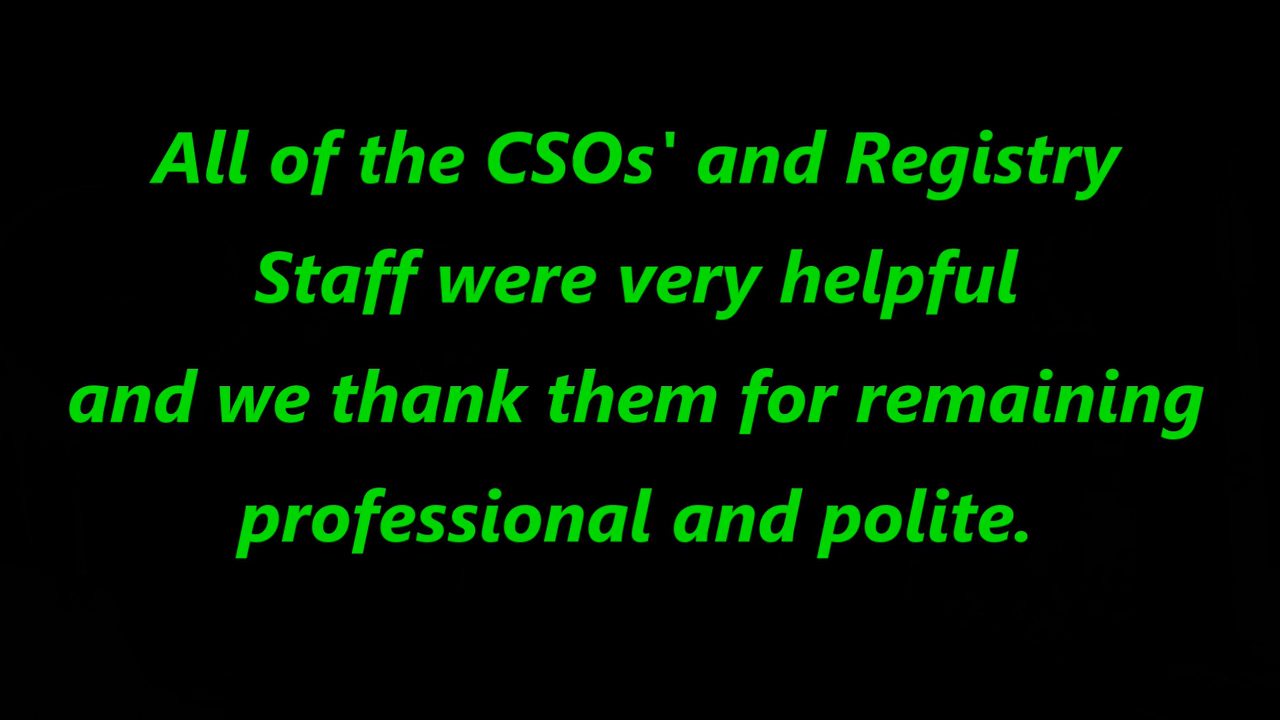 All of the CSOs' and Registry
Staff were very helpful
and we thank them for remaining
professional and polite.